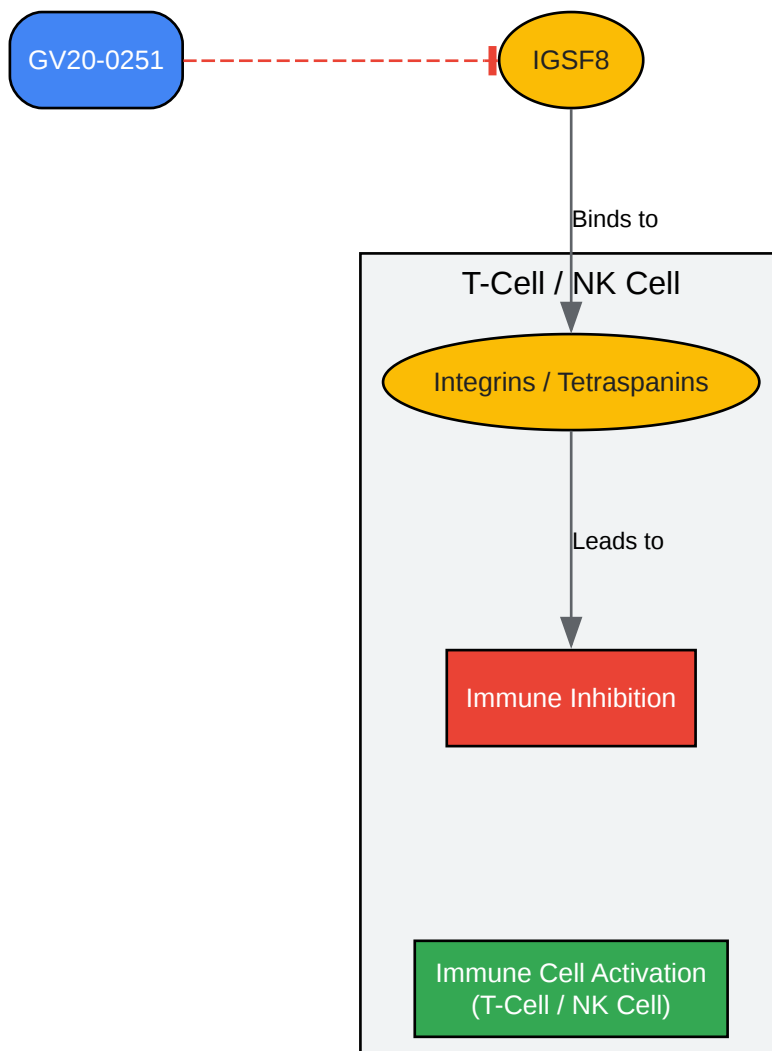 GV20-0251
IGSF8
Binds to
T-Cell / NK Cell
Integrins / Tetraspanins
Leads to
Immune Inhibition
Immune Cell Activation
(T-Cell / NK Cell)